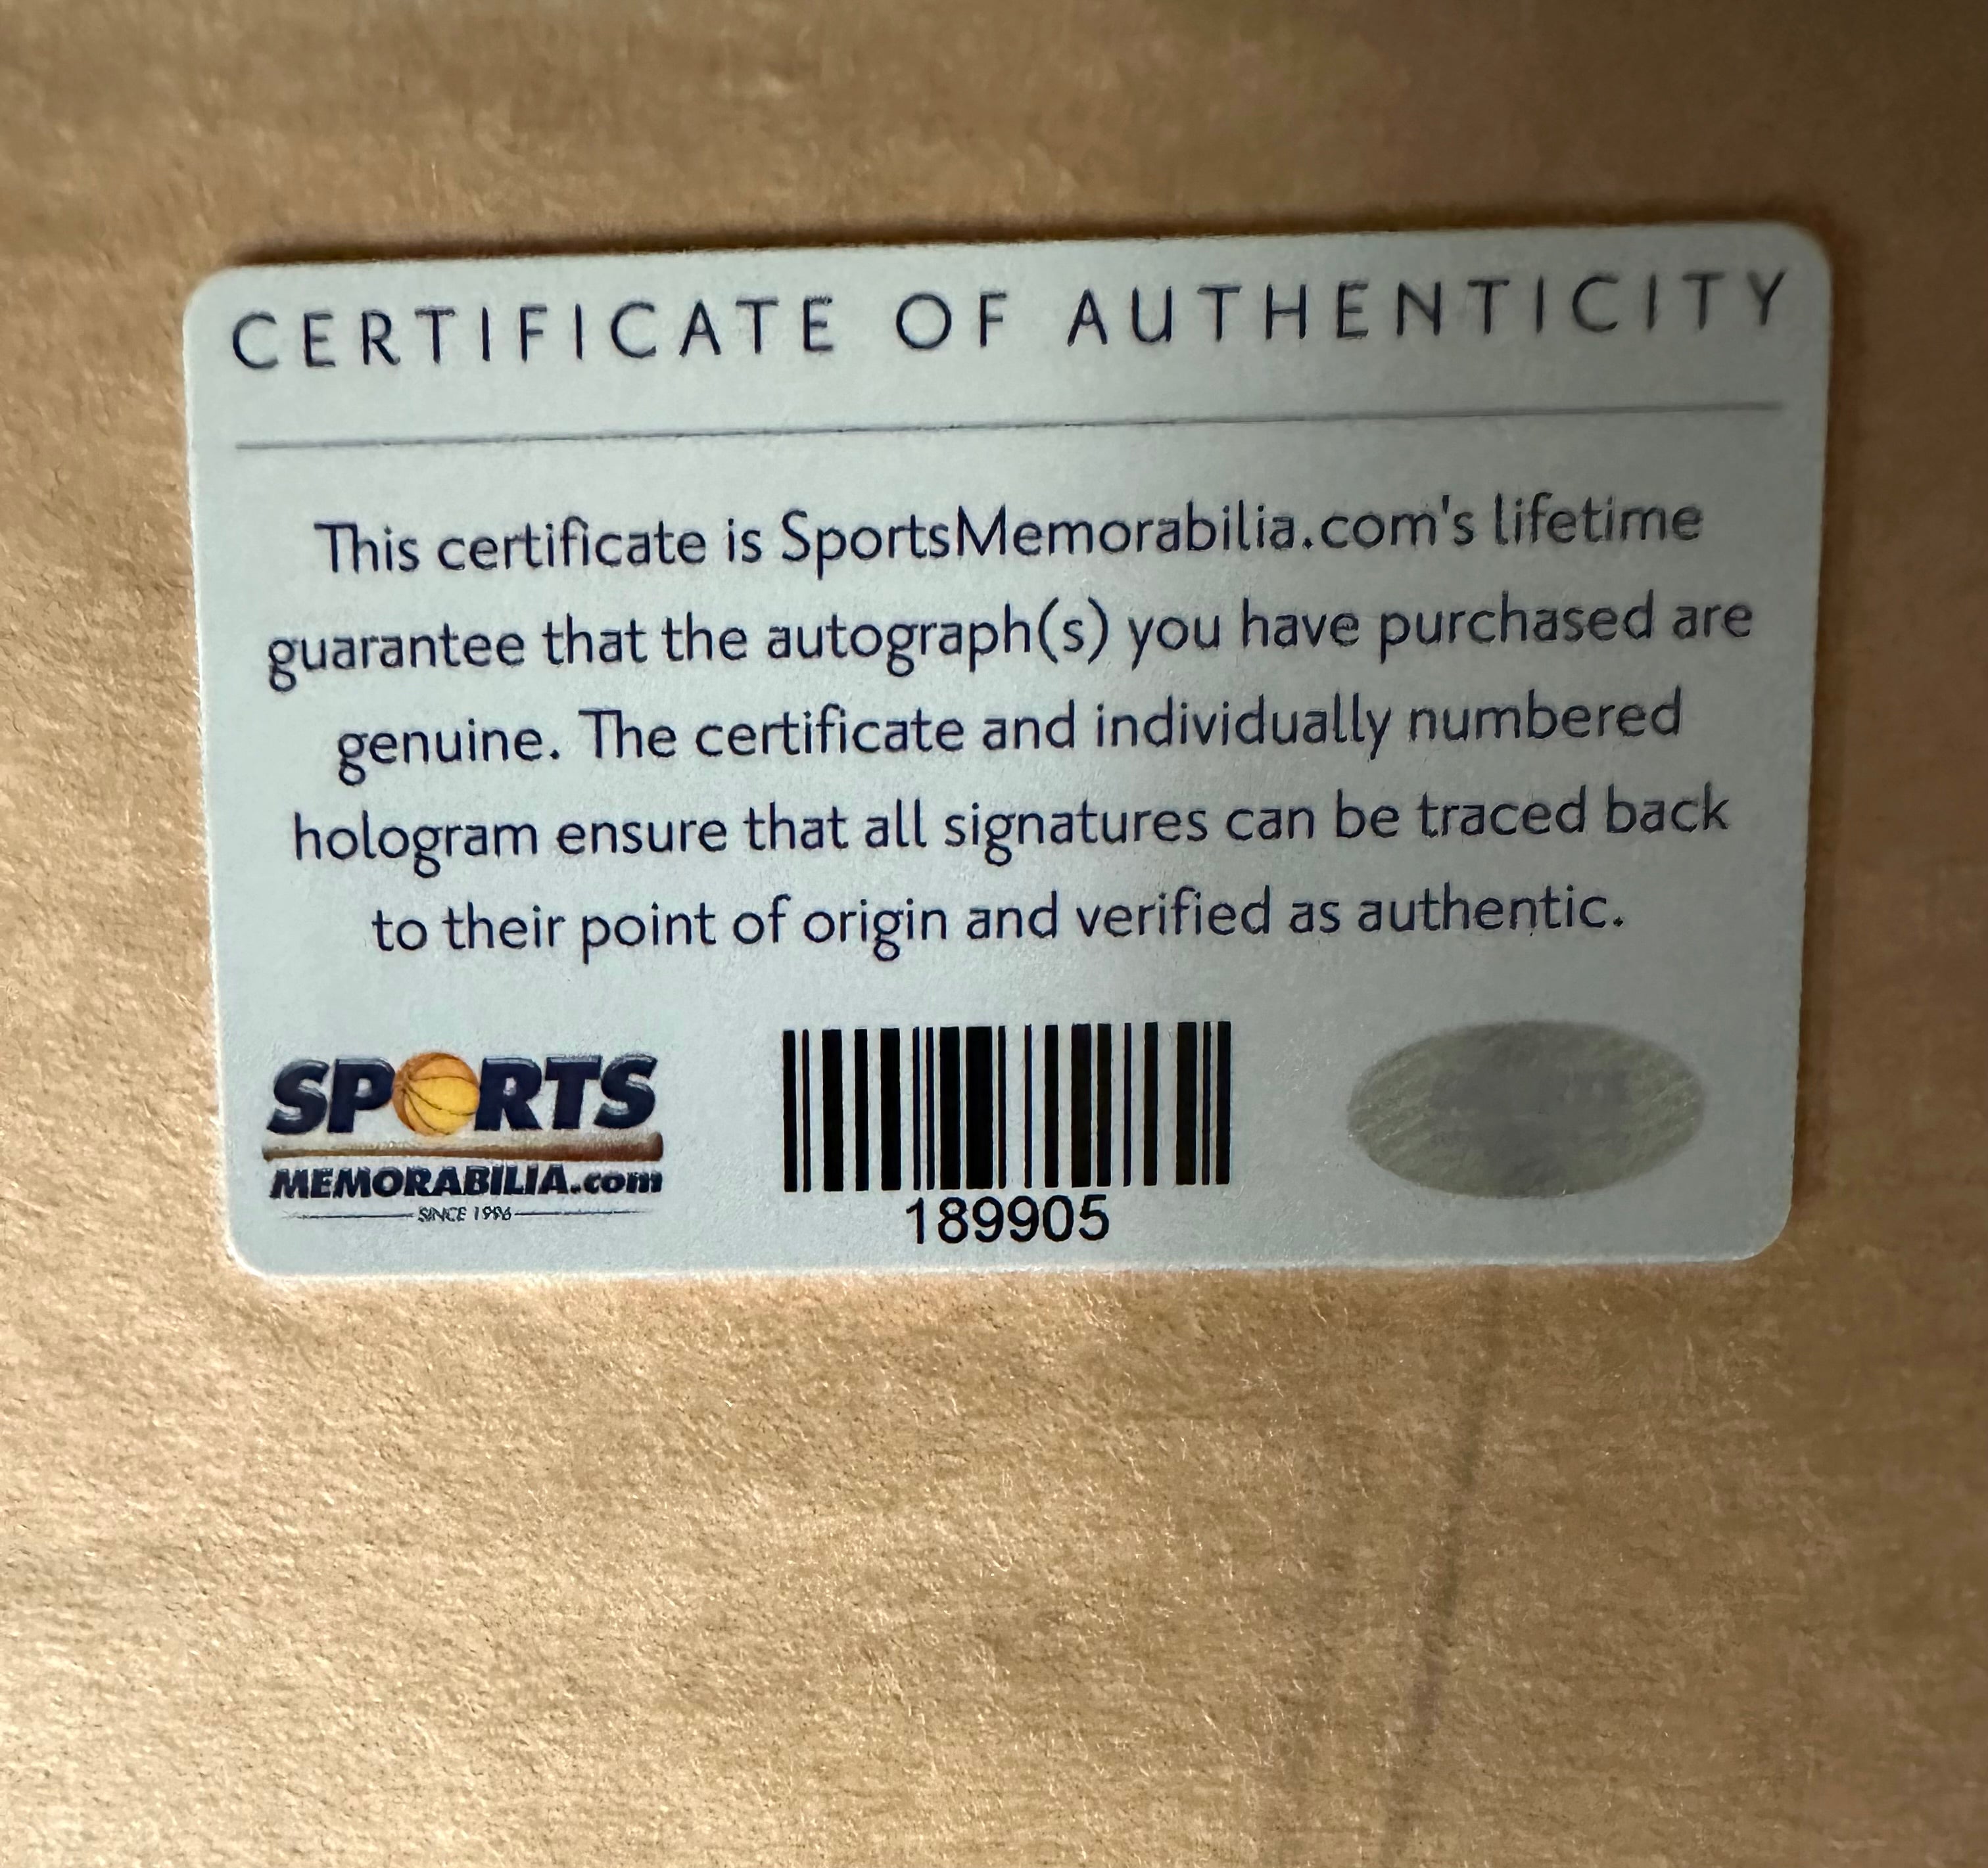 CERTIFICATE OF AUTHENTICITY
This certificate is SportsMemorabilia.com's lifetime
guarantee that the autograph(s) you have purchased are
genuine. The certificate and individually numbered
hologram ensure that all signatures can be traced back
to their point of origin and verified as authentic.
SPORTS
MEMORABILIA.com
SINCE 1996
189905